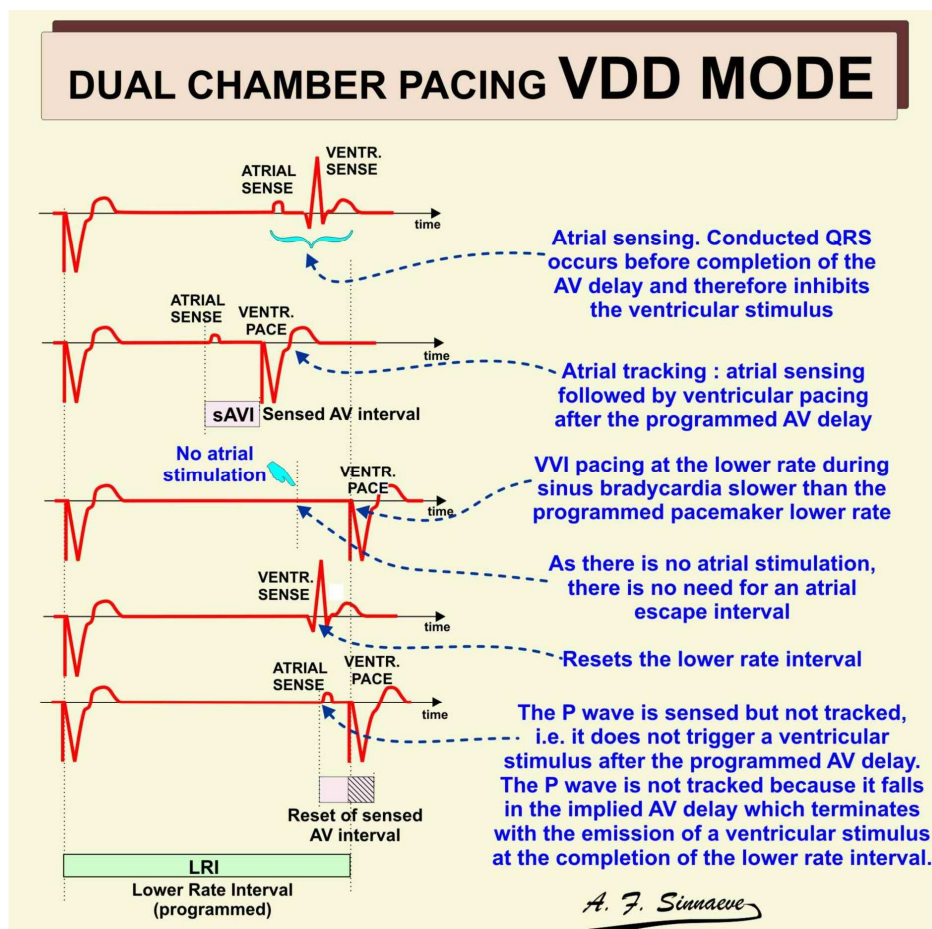 DUAL CHAMBER PACING VDD MODE
ATRIAL
SENSE
VENTR.
SENSE
time
Atrial sensing. Conducted QRS
occurs before completion of the
AV delay and therefore inhibits
the ventricular stimulus
ATRIAL
SENSE
VENTR.
PACE
time
sAVI Sensed AV interval
Atrial tracking : atrial sensing
followed by ventricular pacing
after the programmed AV delay
No atrial
stimulation
VENTR.
PACE
time
VVI pacing at the lower rate during
sinus bradycardia slower than the
programmed pacemaker lower rate
As there is no atrial stimulation,
there is no need for an atrial
escape interval
VENTR.
SENSE
time
Resets the lower rate interval
ATRIAL
SENSE
VENTR.
PACE
time
The P wave is sensed but not tracked,
i.e. it does not trigger a ventricular
stimulus after the programmed AV delay.
The P wave is not tracked because it falls
in the implied AV delay which terminates
with the emission of a ventricular stimulus
at the completion of the lower rate interval.
Reset of sensed
AV interval
LRI
Lower Rate Interval
(programmed)
A. F. Sinnaeve